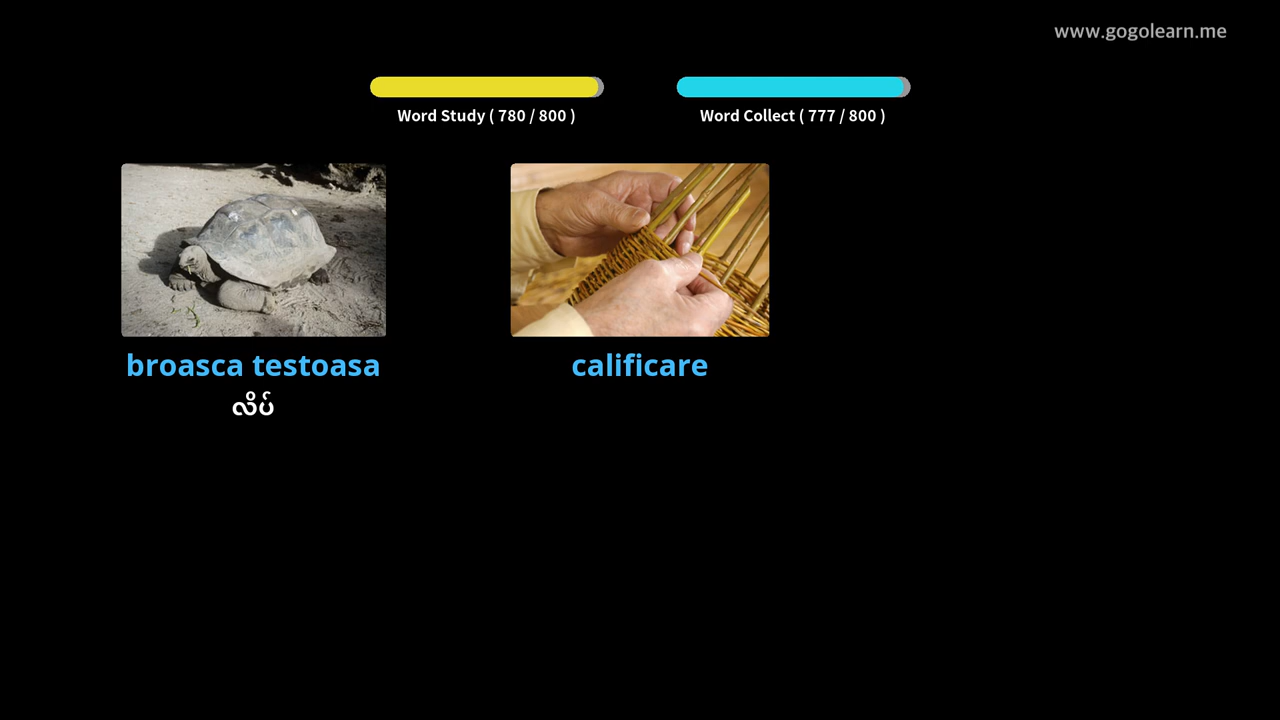 www.gogolearn.me
Word Study ( 780 / 800 )
Word Collect ( 777 / 800 )
broasca testoasa
calificare
လိပ်